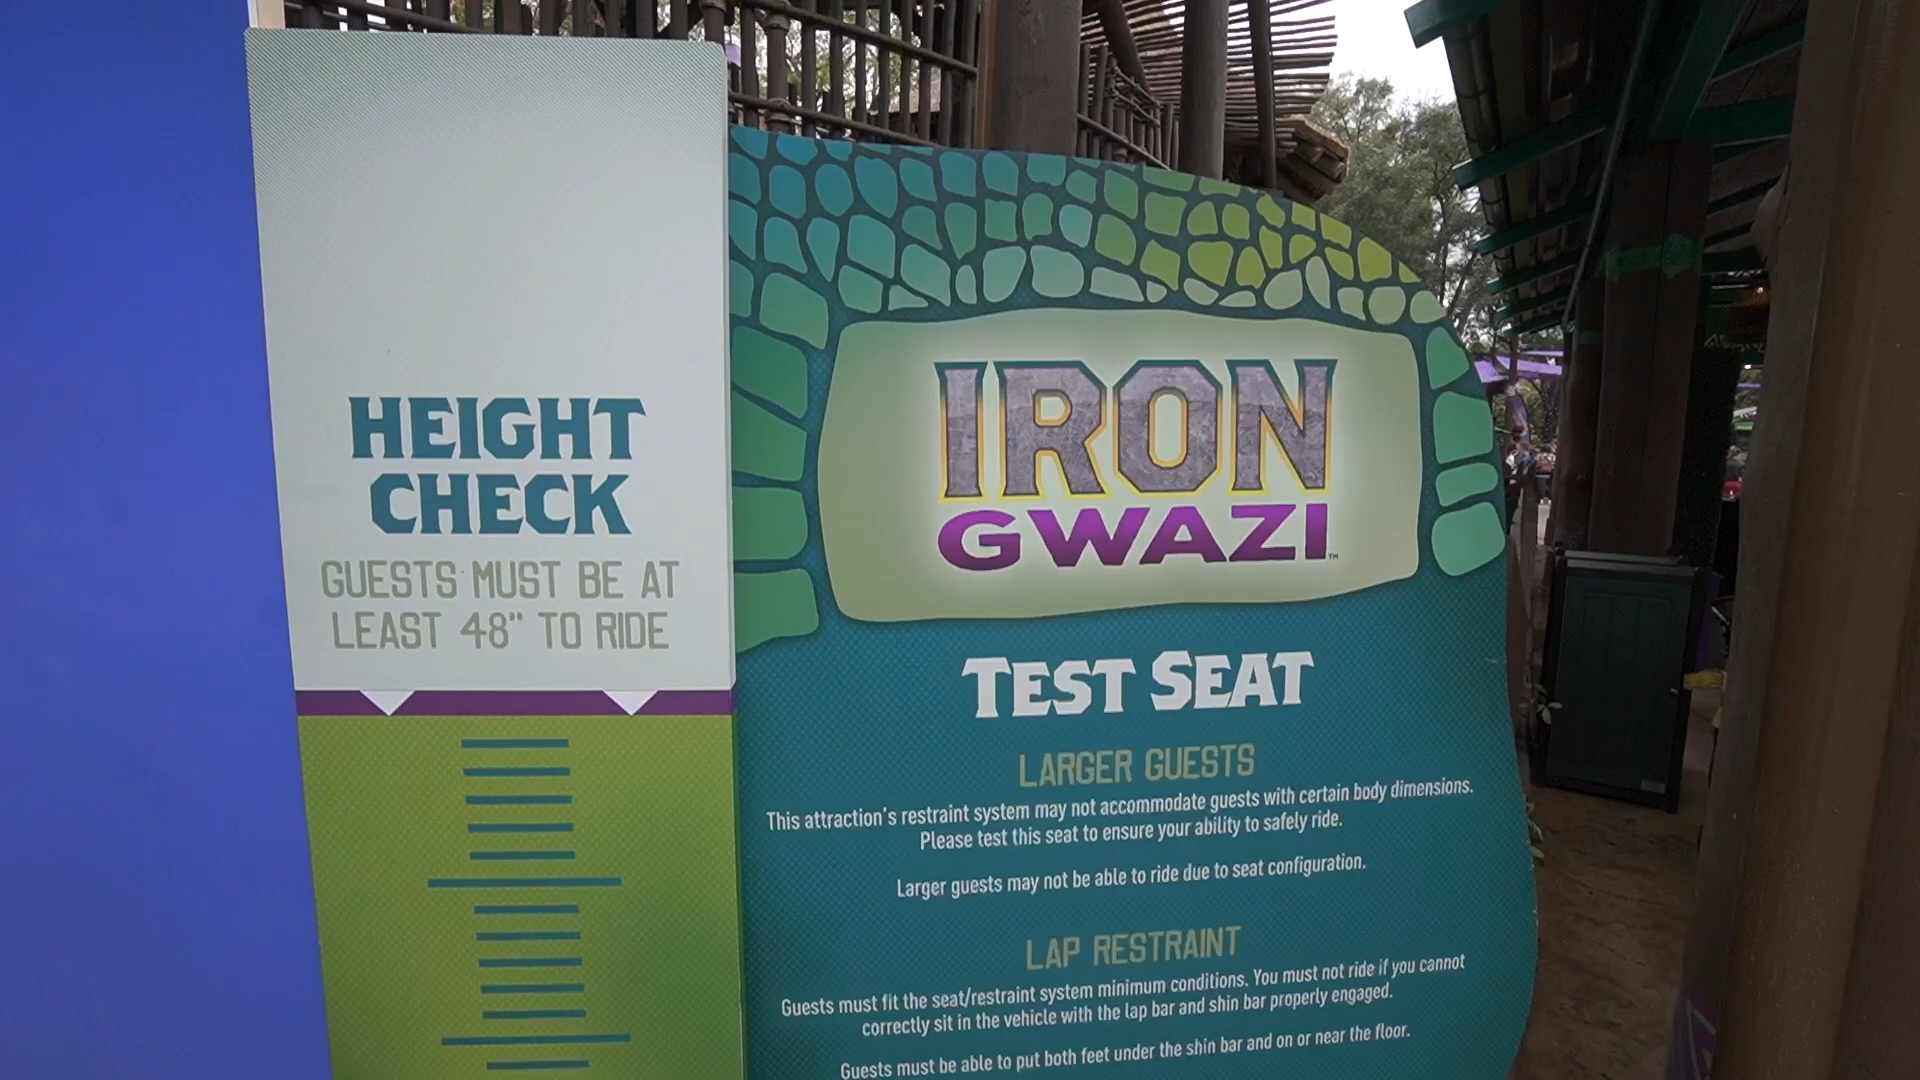 HEIGHT
CHECK
GUESTS MUST BE AT
LEAST 48" TO RIDE
IRON
GWAZI™
TEST SEAT
LARGER GUESTS
This attraction's restraint system may not accommodate guests with certain body dimensions.
Please test this seat to ensure your ability to safely ride.
Larger guests may not be able to ride due to seat configuration.
LAP RESTRAINT
Guests must fit the seat/restraint system minimum conditions. You must not ride if you cannot
correctly sit in the vehicle with the lap bar and shin bar properly engaged.
Guests must be able to put both feet under the shin bar and on or near the floor.